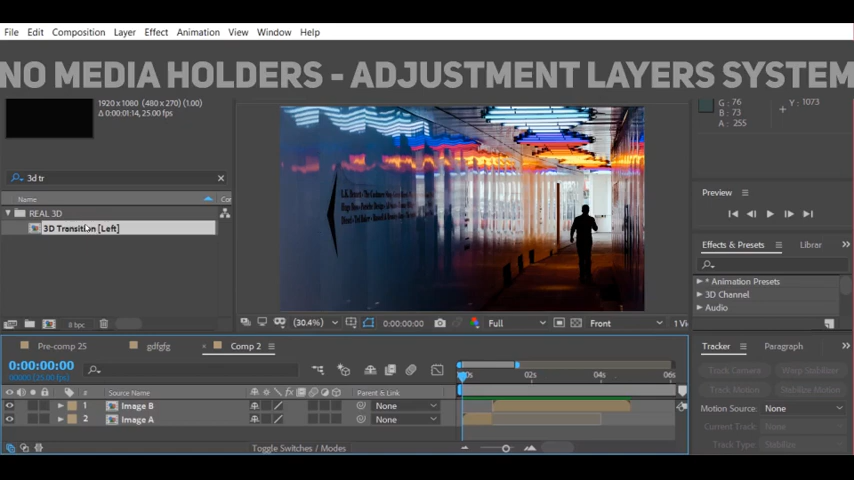 File Edit Composition Layer Effect Animation View Window Help
NO MEDIA HOLDERS - ADJUSTMENT LAYERS SYSTEM
1920 x 1080 (480 x 270) (1.00)
Δ 0:00:01:14, 25.00 fps
G: 76
B: 73
A: 255
Y: 1073
3d tr
Name
REAL 3D
3D Transition [Left]
8 bpc
(30.4%) 0:00:00:00 Full Front 1 Vi
Preview
Effects & Presets Librar
* Animation Presets
3D Channel
Audio
Pre-comp 25 gdfgfg Comp 2
0:00:00:00
02s 04s 06s
# Source Name Parent & Link
1 Image B None
2 Image A None
Toggle Switches / Modes
Tracker Paragraph
Track Camera Warp Stabilizer
Track Motion Stabilize Motion
Motion Source: None
Current Track: None
Track Type: Stabilize